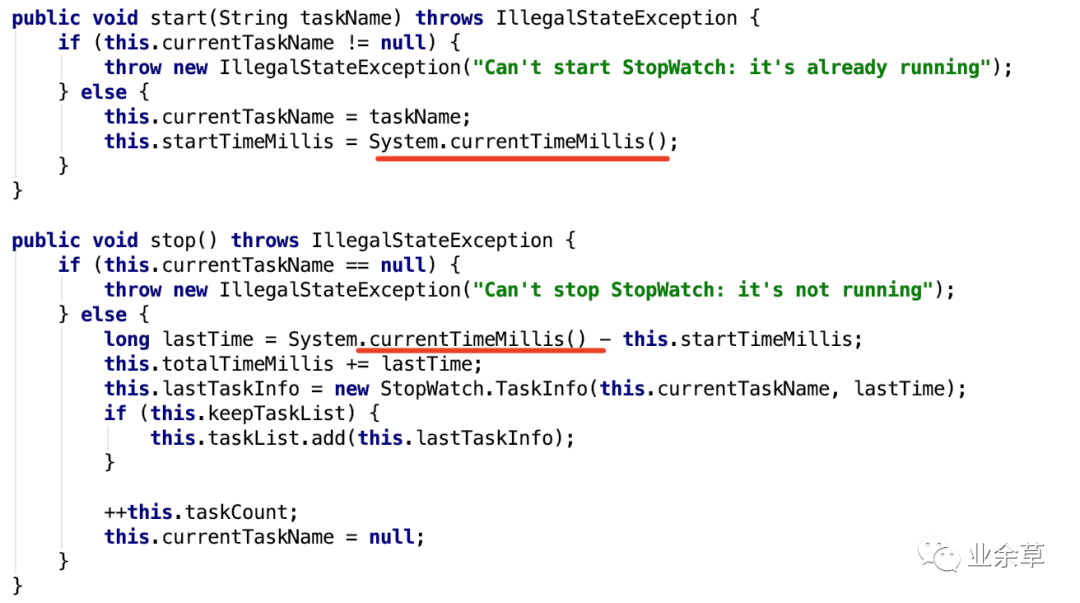 public void start(String taskName) throws IllegalStateException {
    if (this.currentTaskName != null) {
        throw new IllegalStateException("Can't start StopWatch: it's already running");
    } else {
        this.currentTaskName = taskName;
        this.startTimeMillis = System.currentTimeMillis();
    }
}

public void stop() throws IllegalStateException {
    if (this.currentTaskName == null) {
        throw new IllegalStateException("Can't stop StopWatch: it's not running");
    } else {
        long lastTime = System.currentTimeMillis() - this.startTimeMillis;
        this.totalTimeMillis += lastTime;
        this.lastTaskInfo = new StopWatch.TaskInfo(this.currentTaskName, lastTime);
        if (this.keepTaskList) {
            this.taskList.add(this.lastTaskInfo);
        }

        ++this.taskCount;
        this.currentTaskName = null;
    }
}
业余草